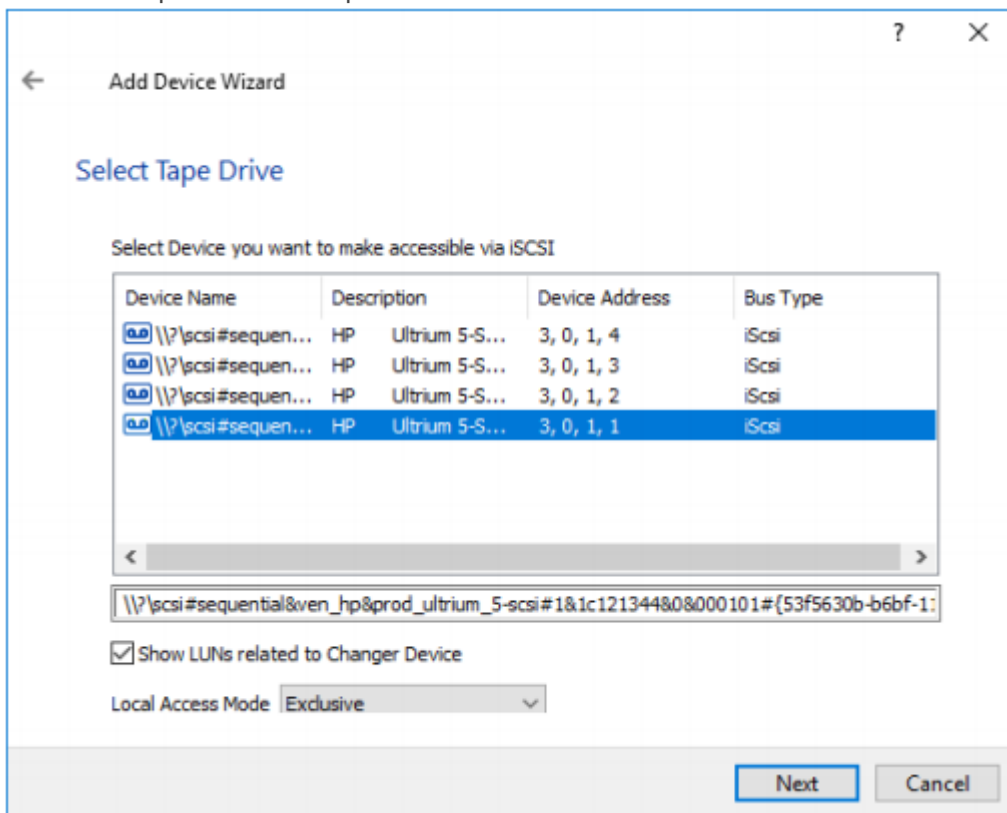 ?
Add Device Wizard
Select Tape Drive
Select Device you want to make accessible via iSCSI
Device Name Description Device Address Bus Type
\\?\scsi#sequen... HP Ultrium 5-S... 3, 0, 1, 4 iScsi
\\?\scsi#sequen... HP Ultrium 5-S... 3, 0, 1, 3 iScsi
\\?\scsi#sequen... HP Ultrium 5-S... 3, 0, 1, 2 iScsi
\\?\scsi#sequen... HP Ultrium 5-S... 3, 0, 1, 1 iScsi
\\?\scsi#sequential&ven_hp&prod_ultrium_5-scsi#1&1c121344&0&000101#{53f5630b-b6bf-11
Show LUNs related to Changer Device
Local Access Mode Exclusive
Next Cancel